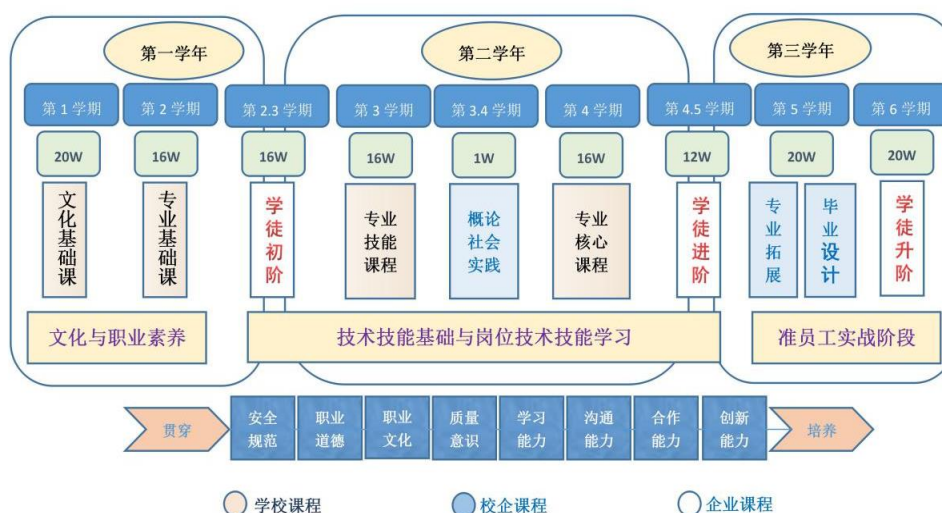 第一学年
第二学年
第三学年
第 1 学期
第 2 学期
第 2.3 学期
第 3 学期
第 3.4 学期
第 4 学期
第 4.5 学期
第 5 学期
第 6 学期
20W
16W
16W
16W
1W
16W
12W
20W
20W
文化基础课
专业基础课
学徒初阶
专业
技能
课程
概论
社会
实践
专业
核心
课程
学徒进阶
专业拓展
毕业设计
学徒升阶
文化与职业素养
技术技能基础与岗位技术技能学习
准员工实战阶段
贯穿
安全
规范
职业
道德
职业
文化
质量
意识
学习
能力
沟通
能力
合作
能力
创新
能力
培养
学校课程
校企课程
企业课程